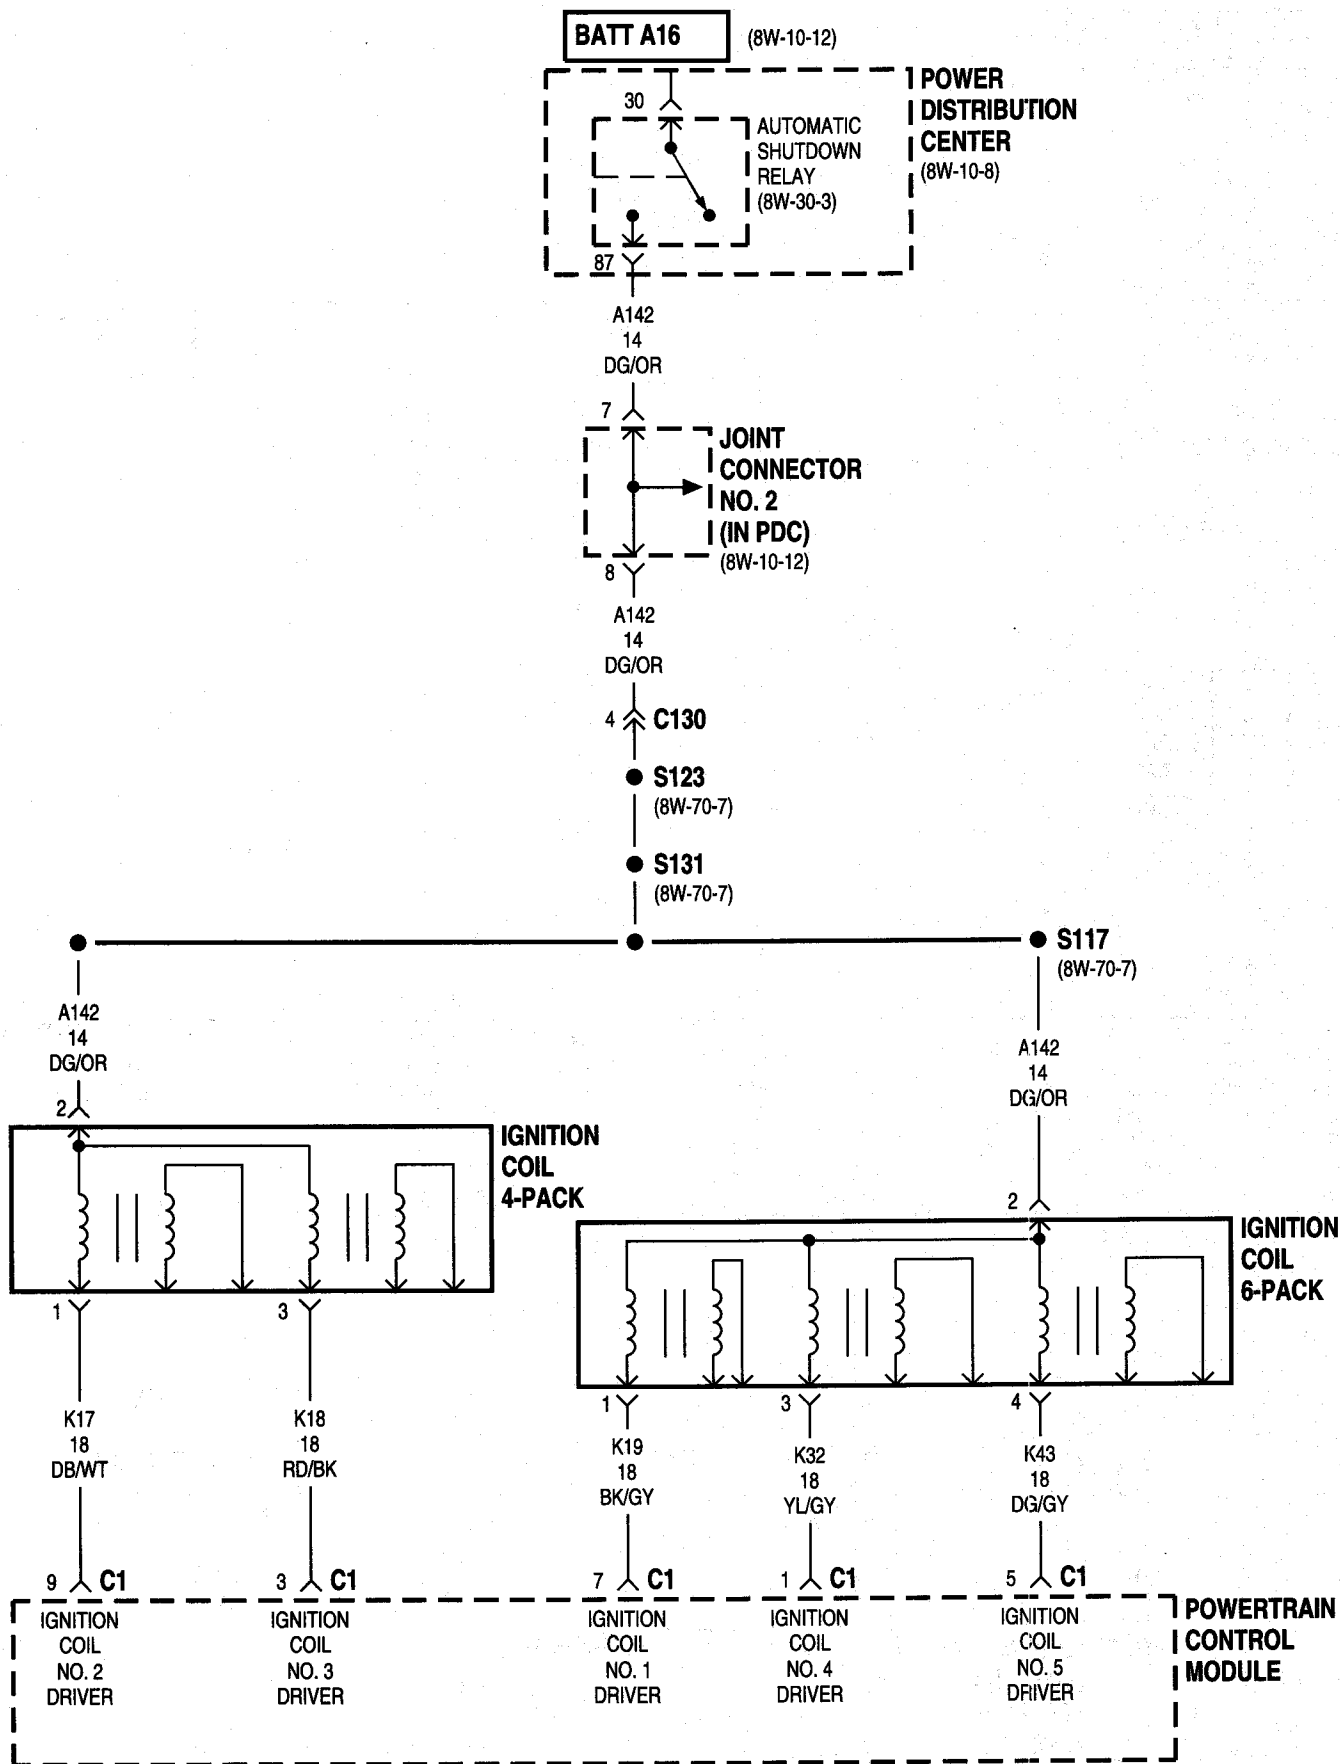 BATT A16
(8W-10-12)
POWER
DISTRIBUTION
CENTER
(8W-10-8)
30
AUTOMATIC
SHUTDOWN
RELAY
(8W-30-3)
87
A142
14
DG/OR
7
JOINT
CONNECTOR
NO. 2
(IN PDC)
(8W-10-12)
8
A142
14
DG/OR
4
C130
S123
(8W-70-7)
S131
(8W-70-7)
S117
(8W-70-7)
A142
14
DG/OR
2
IGNITION
COIL
4-PACK
1
3
A142
14
DG/OR
2
IGNITION
COIL
6-PACK
1
3
4
K17
18
DB/WT
K18
18
RD/BK
K19
18
BK/GY
K32
18
YL/GY
K43
18
DG/GY
9 C1
3 C1
7 C1
1 C1
5 C1
IGNITION
COIL
NO. 2
DRIVER
IGNITION
COIL
NO. 3
DRIVER
IGNITION
COIL
NO. 1
DRIVER
IGNITION
COIL
NO. 4
DRIVER
IGNITION
COIL
NO. 5
DRIVER
POWERTRAIN
CONTROL
MODULE